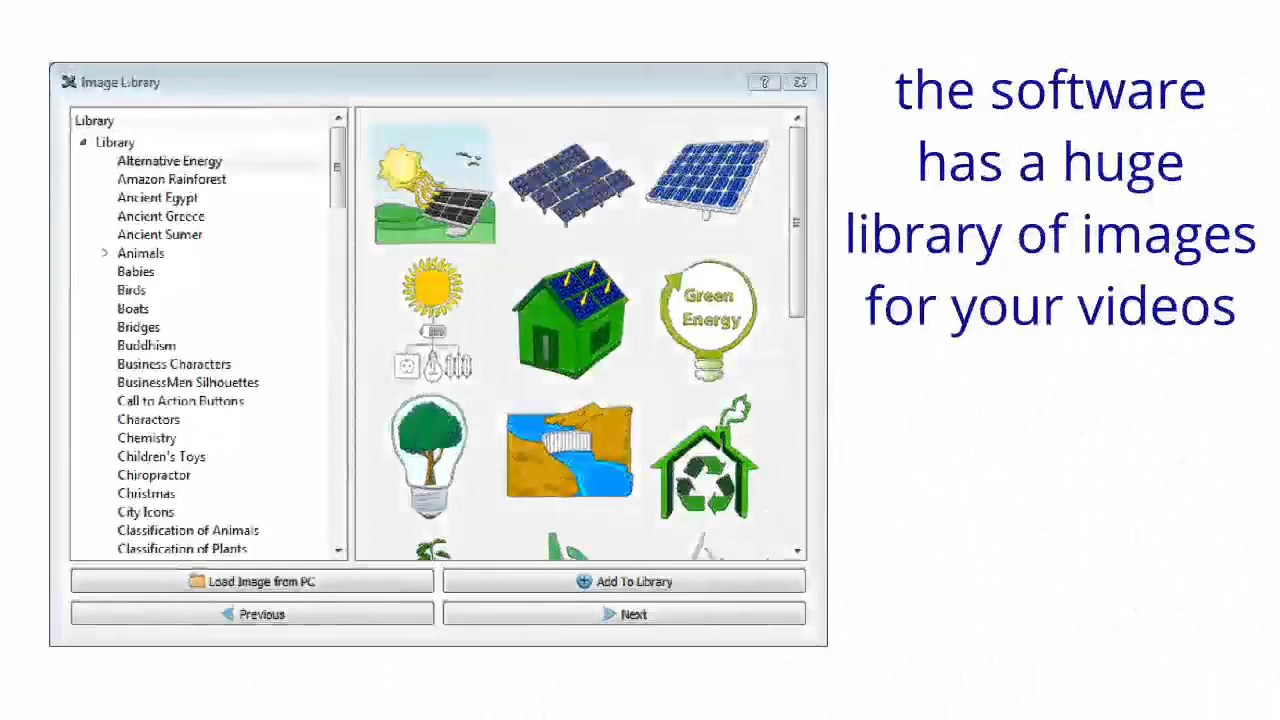 Image Library
?
Library
Library
Alternative Energy
Amazon Rainforest
Ancient Egypt
Ancient Greece
Ancient Sumer
Animals
Babies
Birds
Boats
Bridges
Buddhism
Business Characters
BusinessMen Silhouettes
Call to Action Buttons
Charactors
Chemistry
Children's Toys
Chiropractor
Christmas
City Icons
Classification of Animals
Classification of Plants
Green
Energy
Load Image from PC
Add To Library
Previous
Next
the software
has a huge
library of images
for your videos